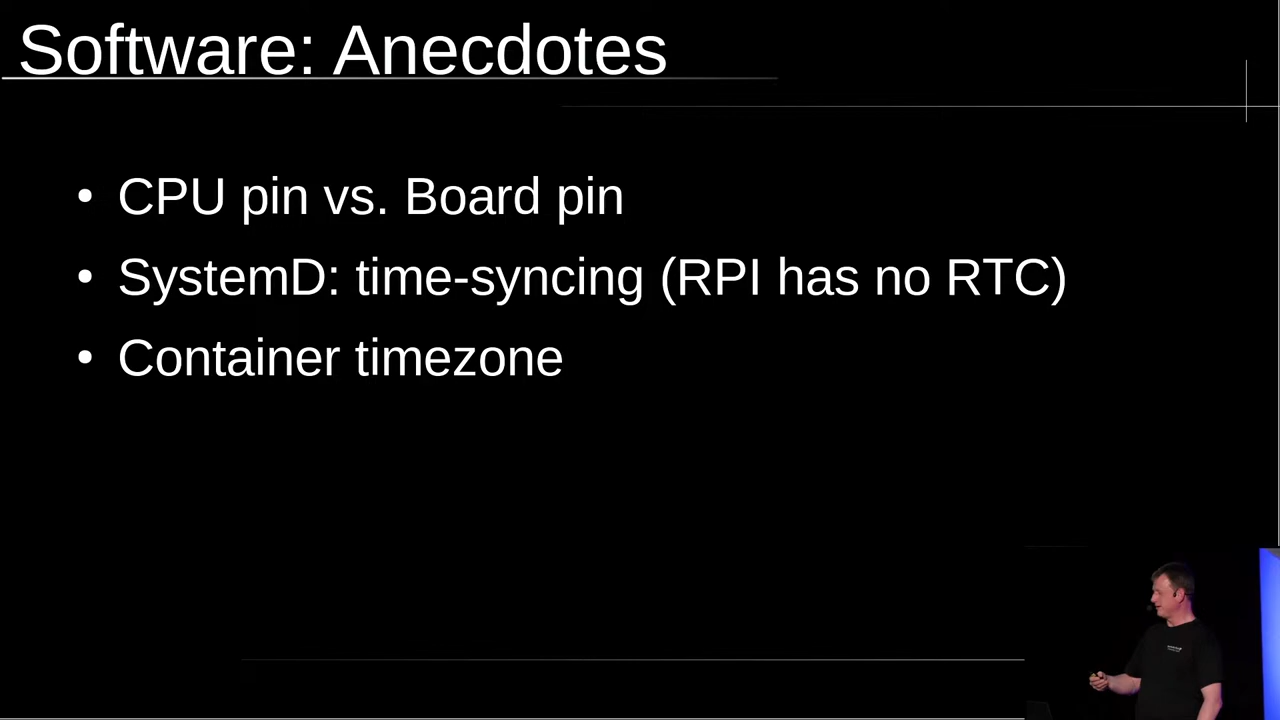 Software: Anecdotes
CPU pin vs. Board pin
SystemD: time-syncing (RPI has no RTC)
Container timezone